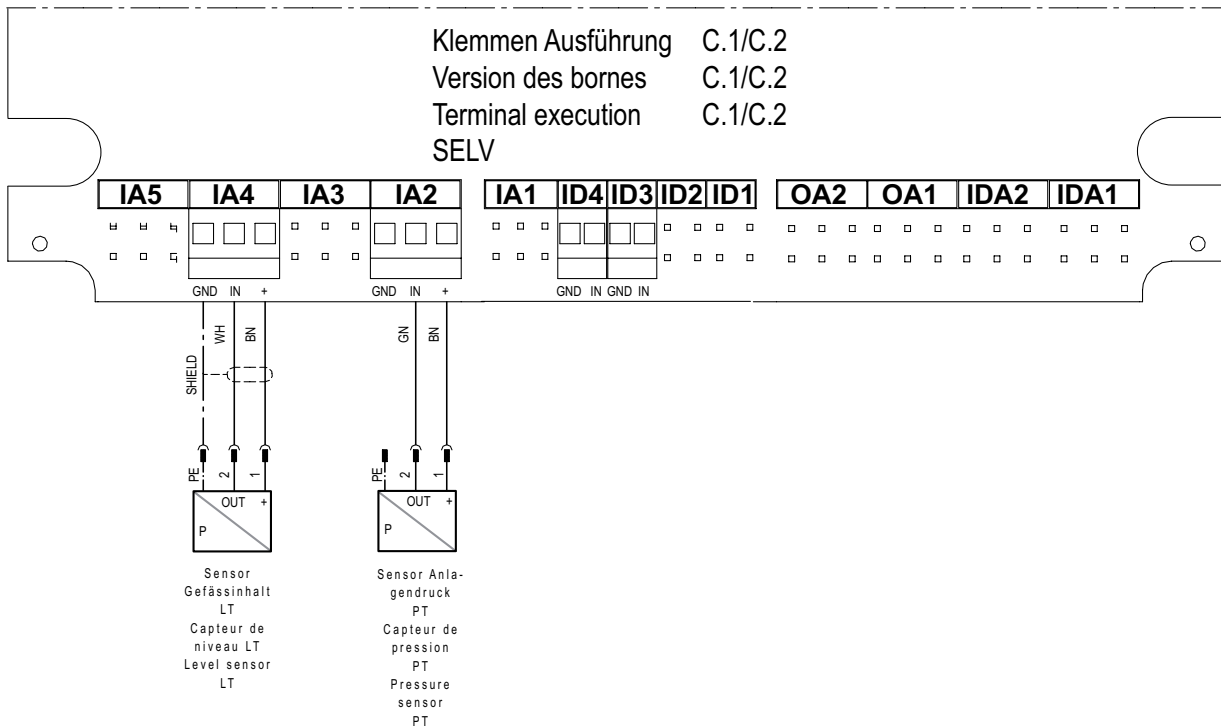 Klemmen Ausführung C.1/C.2
Version des bornes C.1/C.2
Terminal execution C.1/C.2
SELV
IA5 IA4 IA3 IA2 IA1 ID4 ID3 ID2 ID1 OA2 OA1 IDA2 IDA1
GND IN + GND IN + GND IN GND IN
SHIELD WH BN GN BN
PE 2 1 PE 2 1
OUT + OUT +
P P
Sensor
Gefässinhalt
LT
Capteur de
niveau LT
Level sensor
LT
Sensor Anla-
gendruck
PT
Capteur de
pression
PT
Pressure
sensor
PT